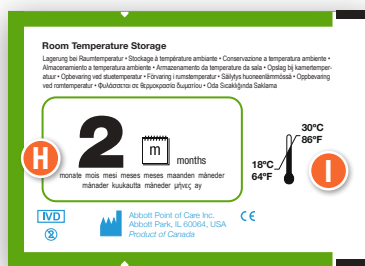 Room Temperature Storage
Lagerung bei Raumtemperatur • Stockage à température ambiante • Conservazione a temperatura ambiente •
Almacenamiento a temperatura ambiente • Armazenamento da temperatura da sala • Opslag bij kamertemper-
atuur • Opbevaring ved stuetemperatur • Förvaring i rumstemperatur • Säilytys huoneenlämmössä • Oppbevaring
ved romtemperatur • Φυλάσσεται σε θερμοκρασία δωματίου • Oda Sıcaklığında Saklama
H
2
m
months
monate mois mesi meses meses maanden måneder
månader kuukautta måneder μήνες ay
30°C
86°F
18°C
64°F
I
IVD
2
Abbott Point of Care Inc.
Abbott Park, IL 60064, USA
Product of Canada
CE